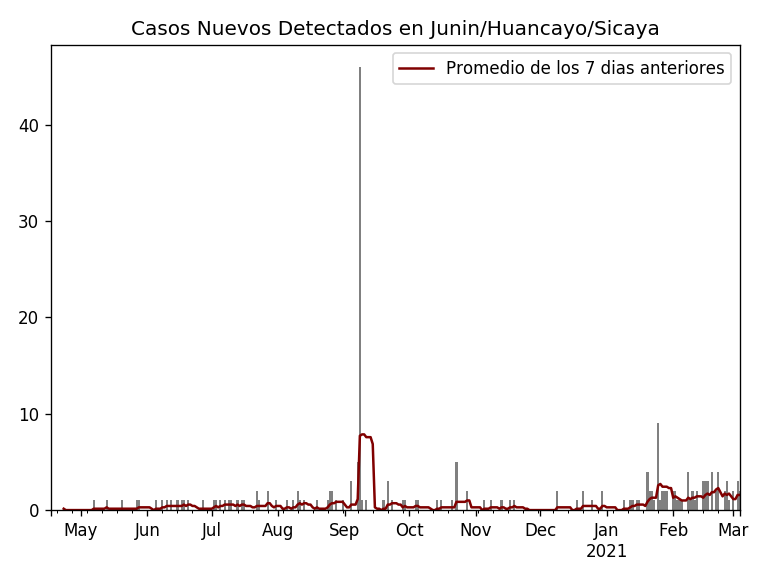 Casos Nuevos Detectados en Junin/Huancayo/Sicaya
Promedio de los 7 dias anteriores
40
30
20
10
0
May Jun Jul Aug Sep Oct Nov Dec Jan Feb Mar
2021